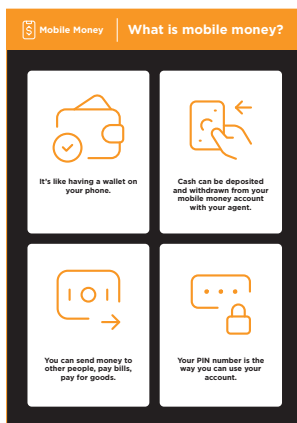 Mobile Money
What is mobile money?
It's like having a wallet on
your phone.
Cash can be deposited
and withdrawn from your
mobile money account
with your agent.
You can send money to
other people, pay bills,
pay for goods.
Your PIN number is the
way you can use your
account.